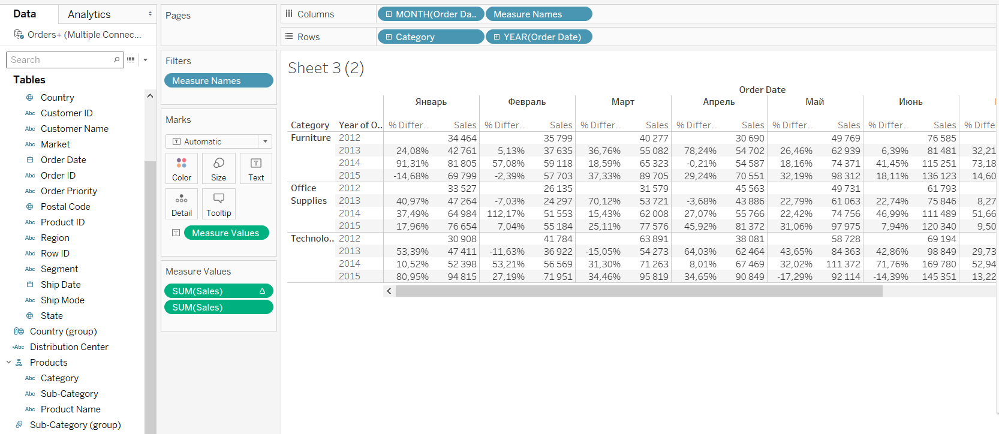 Data
Analytics
Orders+ (Multiple Connec...
Search
Tables
Country
Abc Customer ID
Abc Customer Name
Abc Market
Order Date
Abc Order ID
Abc Order Priority
Postal Code
Abc Product ID
Abc Region
Abc Row ID
Abc Segment
Ship Date
Abc Ship Mode
State
Country (group)
=Abc Distribution Center
Products
Abc Category
Abc Sub-Category
Abc Product Name
Sub-Category (group)
Pages
Filters
Measure Names
Marks
T Automatic
Color Size T Text
Detail Tooltip
T Measure Values
Measure Values
SUM(Sales) Δ
SUM(Sales)
Columns MONTH(Order Da.. Measure Names
Rows Category YEAR(Order Date)
Sheet 3 (2)
Order Date
Январь Февраль Март Апрель Май Июнь
Category Year of O.. % Differ.. Sales % Differ.. Sales % Differ.. Sales % Differ.. Sales % Differ.. Sales % Differ.. Sales % Diffe
Furniture 2012 34 464 35 799 40 277 30 690 49 769 76 585
2013 24,08% 42 761 5,13% 37 635 36,76% 55 082 78,24% 54 702 26,46% 62 939 6,39% 81 481 32,21
2014 91,31% 81 805 57,08% 59 118 18,59% 65 323 -0,21% 54 587 18,16% 74 371 41,45% 115 251 73,18
2015 -14,68% 69 799 -2,39% 57 703 37,33% 89 705 29,24% 70 551 32,19% 98 312 18,11% 136 123 14,60
Office 2012 33 527 26 135 31 579 45 563 49 731 61 793
Supplies 2013 40,97% 47 264 -7,03% 24 297 70,12% 53 721 -3,68% 43 886 22,79% 61 063 22,74% 75 846 8,27
2014 37,49% 64 984 112,17% 51 553 15,43% 62 008 27,07% 55 766 22,42% 74 756 46,99% 111 489 51,66
2015 17,96% 76 654 7,04% 55 184 25,11% 77 576 45,92% 81 372 31,06% 97 975 7,94% 120 340 9,50
Technolo.. 2012 30 908 41 784 63 891 38 081 58 728 69 194
2013 53,39% 47 411 -11,63% 36 922 -15,05% 54 273 64,03% 62 464 43,65% 84 363 42,86% 98 849 29,73
2014 10,52% 52 398 53,21% 56 569 31,30% 71 263 8,01% 67 469 32,02% 111 372 71,76% 169 780 52,94
2015 80,95% 94 815 27,19% 71 951 34,46% 95 819 34,65% 90 849 -17,29% 92 114 -14,39% 145 351 13,22